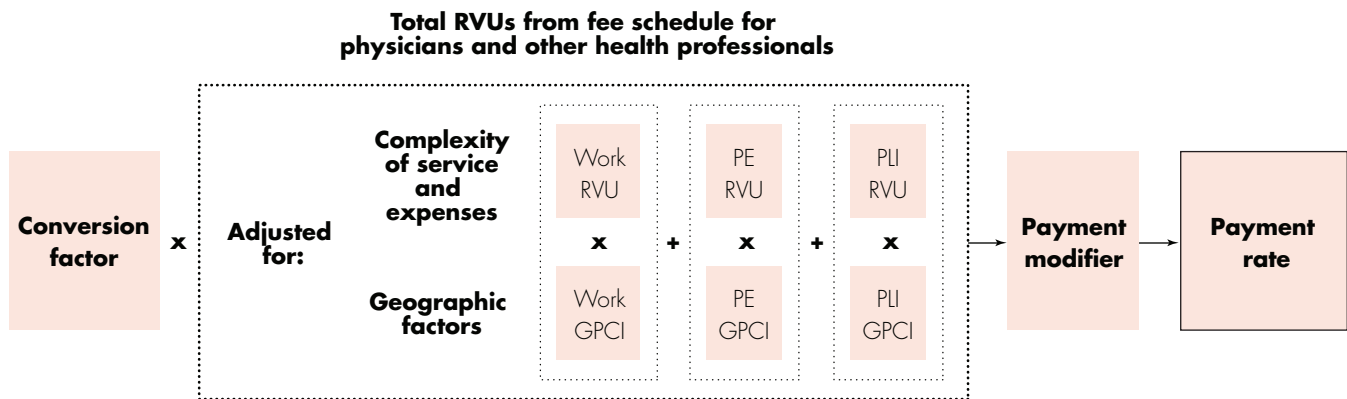 Total RVUs from fee schedule for
physicians and other health professionals
Conversion
factor
x
Adjusted
for:
Complexity
of service
and
expenses
Geographic
factors
Work
RVU
x
Work
GPCI
+
PE
RVU
x
PE
GPCI
+
PLI
RVU
x
PLI
GPCI
Payment
modifier
Payment
rate